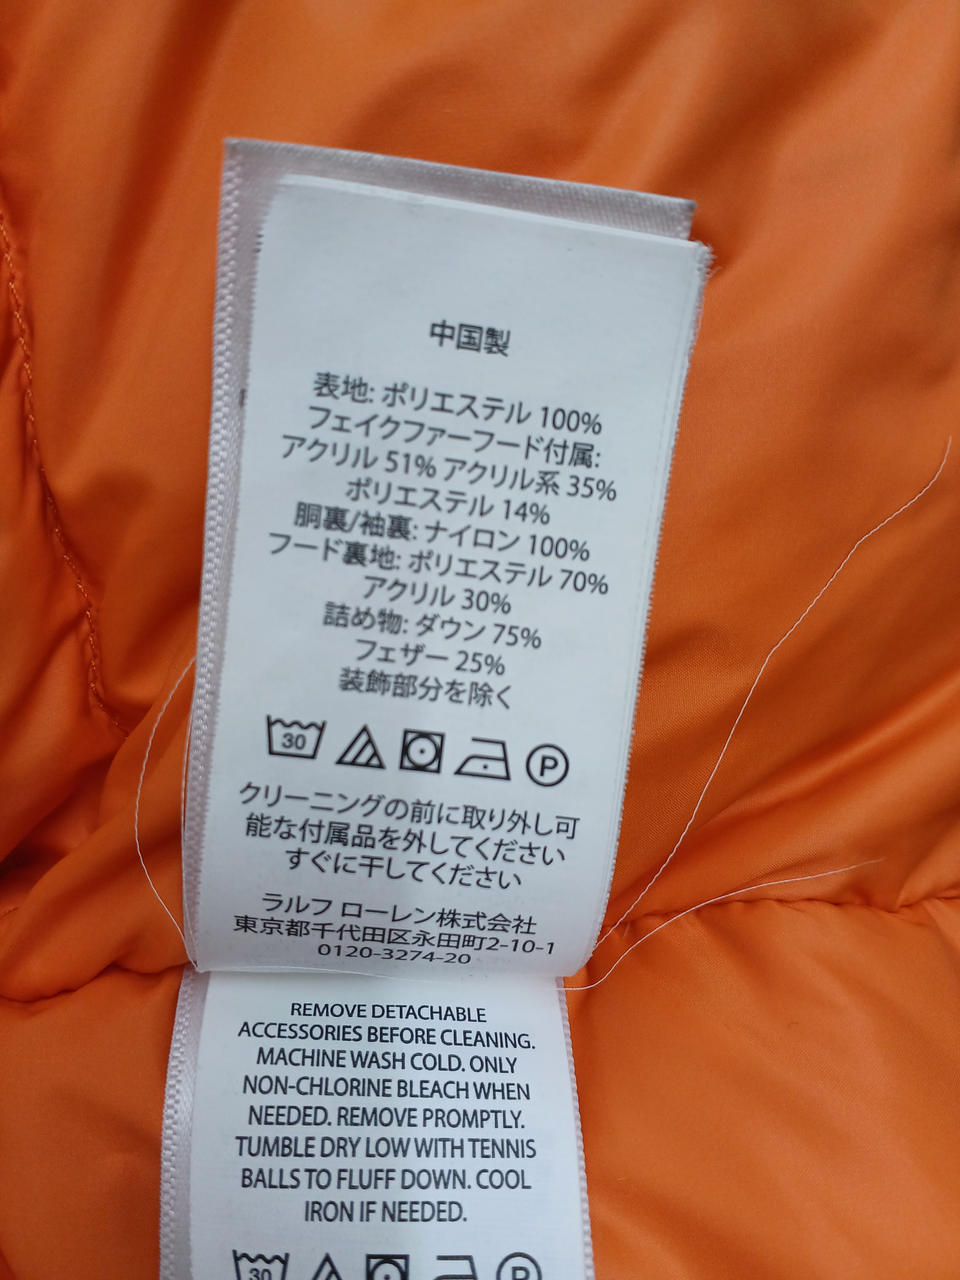 中国製
表地: ポリエステル 100%
フェイクファーフード付属:
アクリル 51% アクリル系 35%
ポリエステル 14%
胴裏/袖裏: ナイロン 100%
フード裏地: ポリエステル 70%
アクリル 30%
詰め物: ダウン 75%
フェザー 25%
装飾部分を除く
30 P
クリーニングの前に取り外し可
能な付属品を外してください
すぐに干してください
ラルフ ローレン株式会社
東京都千代田区永田町2-10-1
0120-3274-20
REMOVE DETACHABLE
ACCESSORIES BEFORE CLEANING.
MACHINE WASH COLD. ONLY
NON-CHLORINE BLEACH WHEN
NEEDED. REMOVE PROMPTLY.
TUMBLE DRY LOW WITH TENNIS
BALLS TO FLUFF DOWN. COOL
IRON IF NEEDED.
30 P